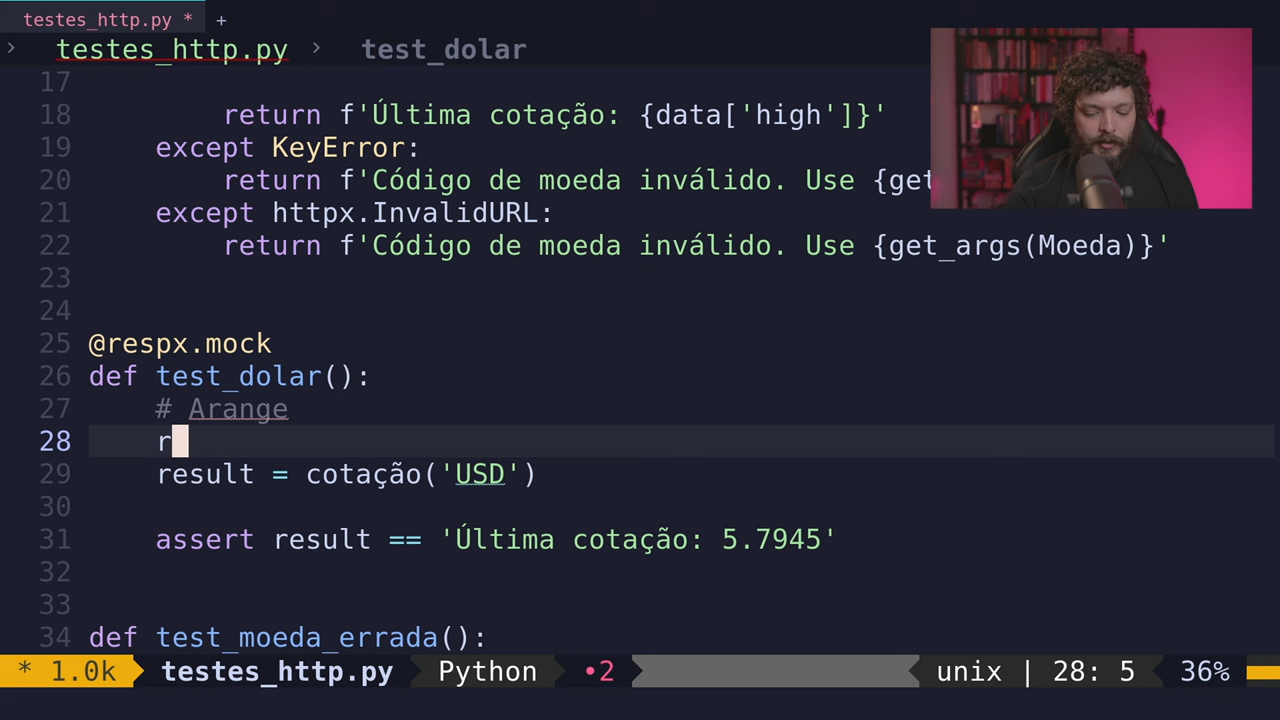 testes_http.py * +
> testes_http.py > test_dolar
17
18 return f'Última cotação: {data['high']}'
19 except KeyError:
20 return f'Código de moeda inválido. Use {get
21 except httpx.InvalidURL:
22 return f'Código de moeda inválido. Use {get_args(Moeda)}'
23
24
25 @respx.mock
26 def test_dolar():
27 # Arange
28 r
29 result = cotação('USD')
30
31 assert result == 'Última cotação: 5.7945'
32
33
34 def test_moeda_errada():
* 1.0k testes_http.py Python •2 unix | 28: 5 36%